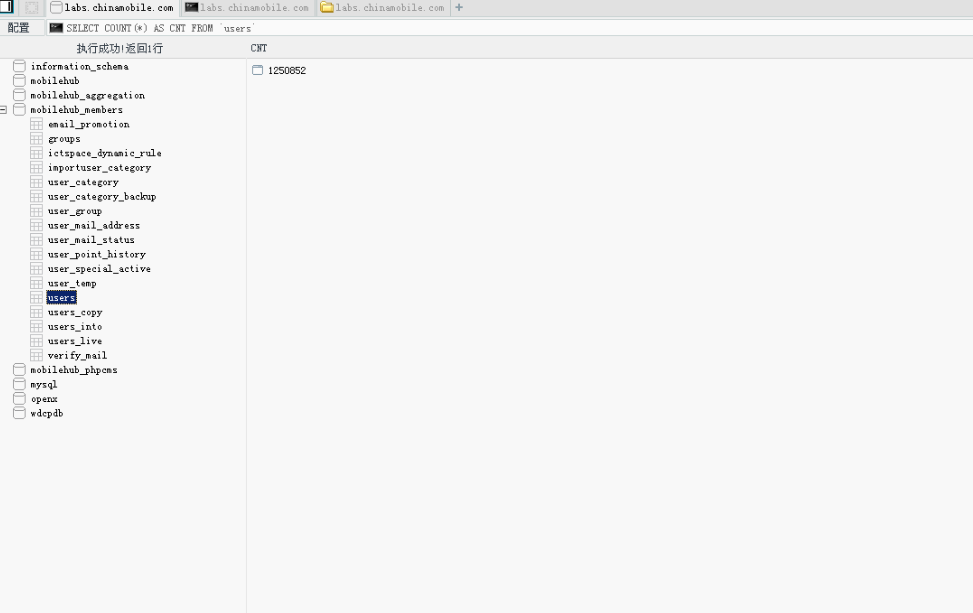 labs.chinamobile.com labs.chinamobile.com labs.chinamobile.com +
配置 SELECT COUNT(*) AS CNT FROM `users`
执行成功!返回1行 CNT
information_schema 1250852
mobilehub
mobilehub_aggregation
mobilehub_members
email_promotion
groups
ictspace_dynamic_rule
importuser_category
user_category
user_category_backup
user_group
user_mail_address
user_mail_status
user_point_history
user_special_active
user_temp
users
users_copy
users_into
users_live
verify_mail
mobilehub_phpcms
mysql
openx
wdcpdb